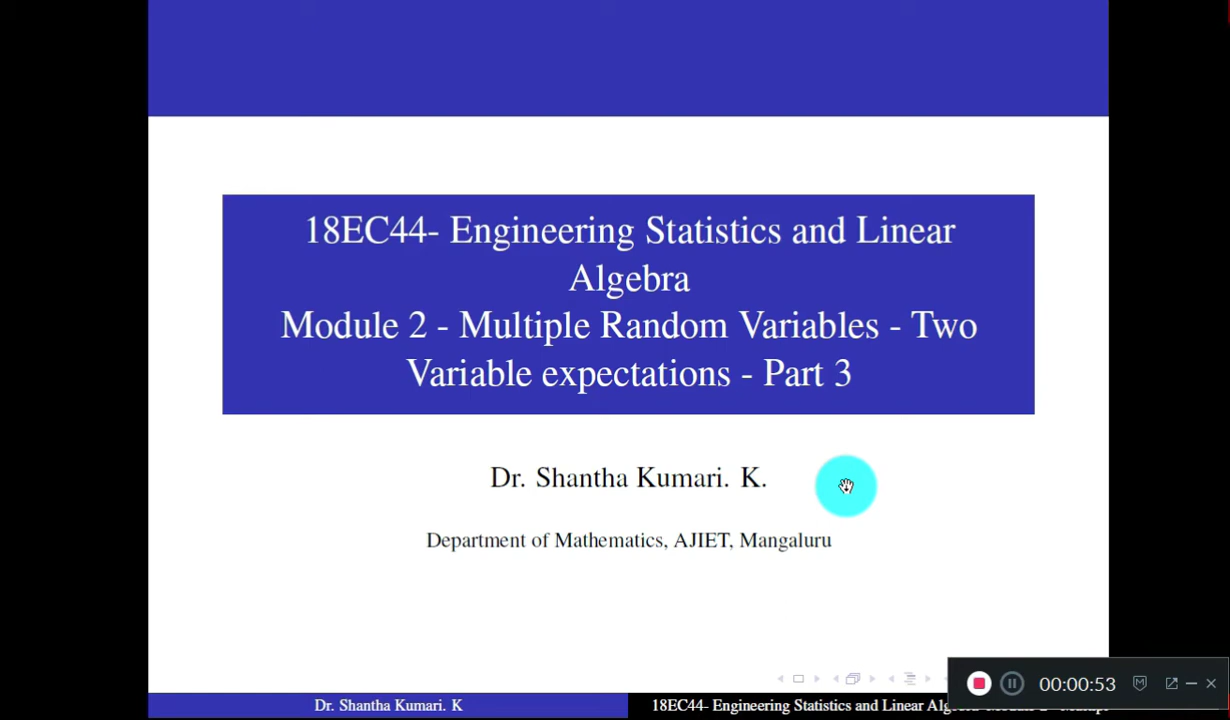 18EC44- Engineering Statistics and Linear
Algebra
Module 2 - Multiple Random Variables - Two
Variable expectations - Part 3
Dr. Shantha Kumari. K.
Department of Mathematics, AJIET, Mangaluru
00:00:53
Dr. Shantha Kumari. K
18EC44- Engineering Statistics and Linear